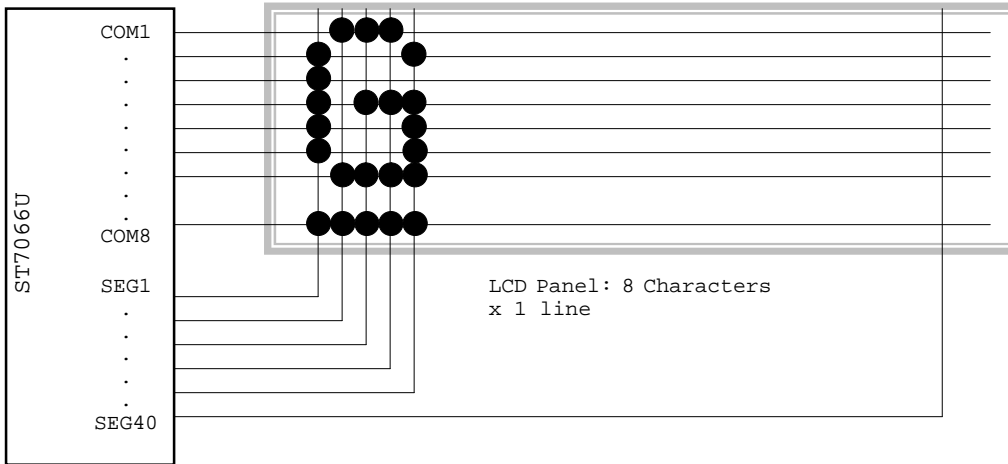 COM1
.
.
.
.
.
.
.
COM8
ST7066U
SEG1
.
.
.
.
.
SEG40
LCD Panel: 8 Characters
x 1 line